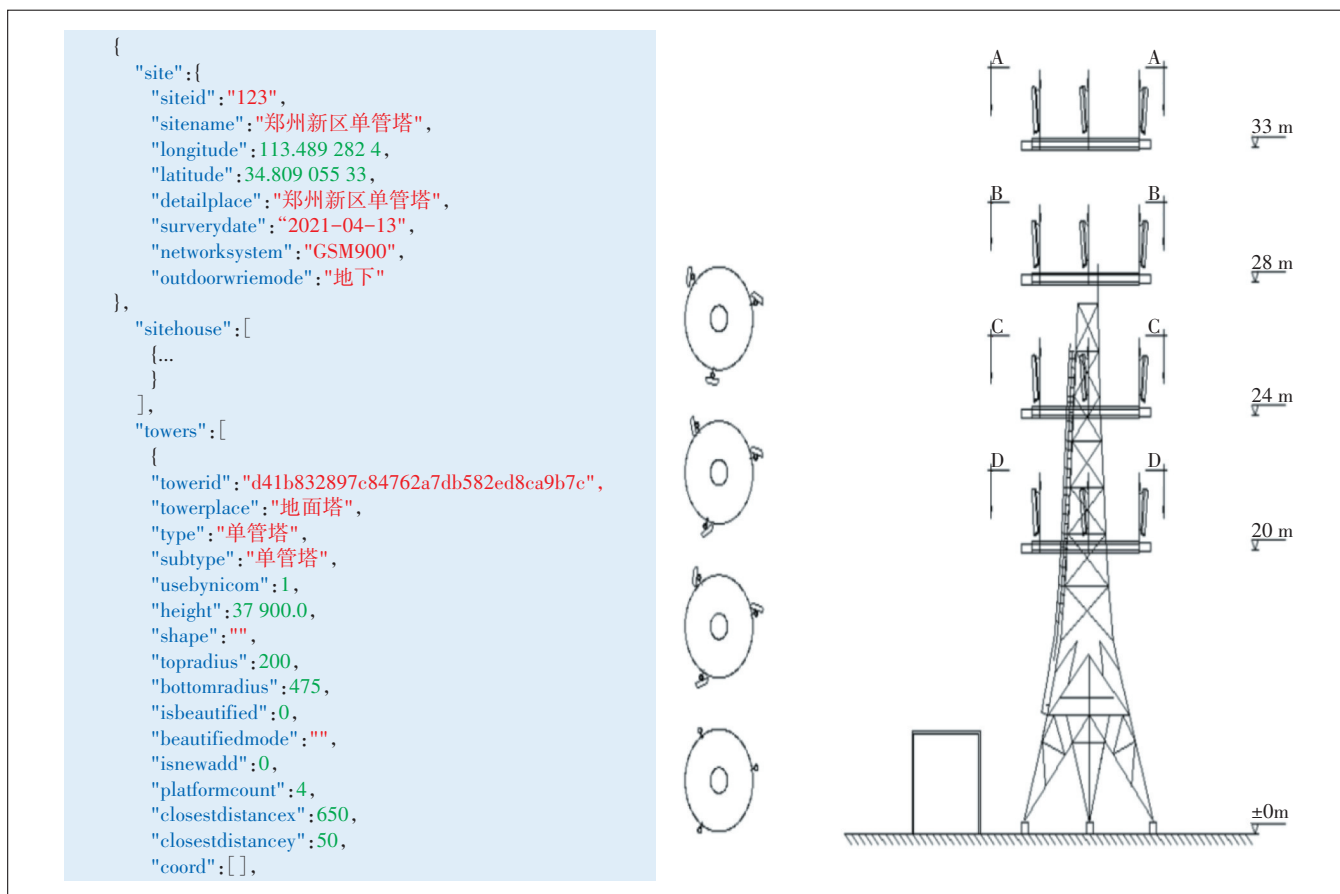 {
"site":{
"siteid":"123",
"sitename":"郑州新区单管塔",
"longitude":113.489 282 4,
"latitude":34.809 055 33,
"detailplace":"郑州新区单管塔",
"surverydate":“2021-04-13",
"networksystem":"GSM900",
"outdoorwriemode":"地下"
},
"sitehouse":[
{...
}
],
"towers":[
{
"towerid":"d41b832897c84762a7db582ed8ca9b7c",
"towerplace":"地面塔",
"type":"单管塔",
"subtype":"单管塔",
"usebynicom":1,
"height":37 900.0,
"shape":"",
"topradius":200,
"bottomradius":475,
"isbeautified":0,
"beautifiedmode":"",
"isnewadd":0,
"platformcount":4,
"closestdistancex":650,
"closestdistancey":50,
"coord":[],
A A
33 m
B B
28 m
C C
24 m
D D
20 m
±0m